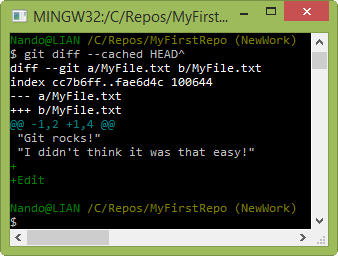 MINGW32:/C/Repos/MyFirst...
Nando@LIAN /C/Repos/MyFirstRepo (NewWork)
$ git diff --cached HEAD^
diff --git a/MyFile.txt b/MyFile.txt
index cc7b6ff..fae6d4c 100644
--- a/MyFile.txt
+++ b/MyFile.txt
@@ -1,2 +1,4 @@
 "Git rocks!"
 "I didn't think it was that easy!"
+
+Edit
Nando@LIAN /C/Repos/MyFirstRepo (NewWork)
$